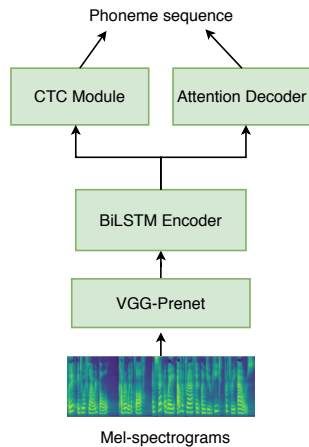 Phoneme sequence
CTC Module
Attention Decoder
BiLSTM Encoder
VGG-Prenet
Mel-spectrograms